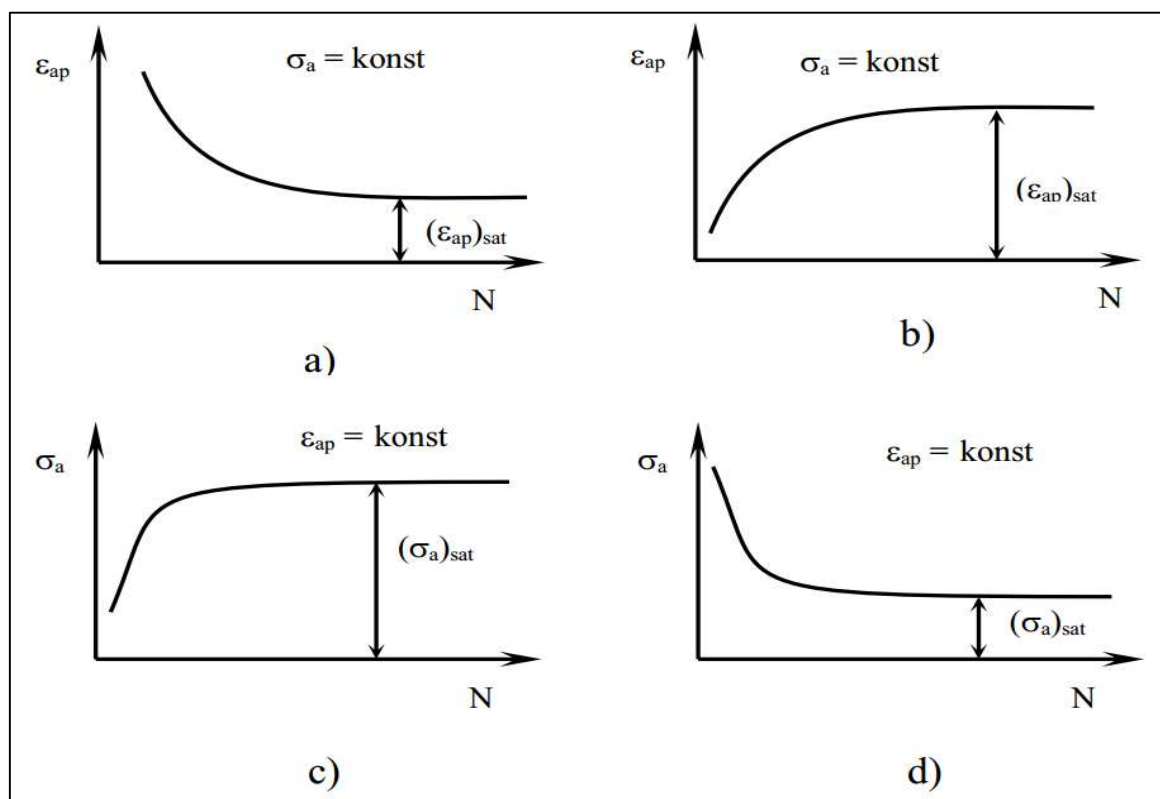 εap
σa = konst
(εap)sat
N
a)
εap
σa = konst
(εap)sat
N
b)
σa
εap = konst
(σa)sat
N
c)
σa
εap = konst
(σa)sat
N
d)